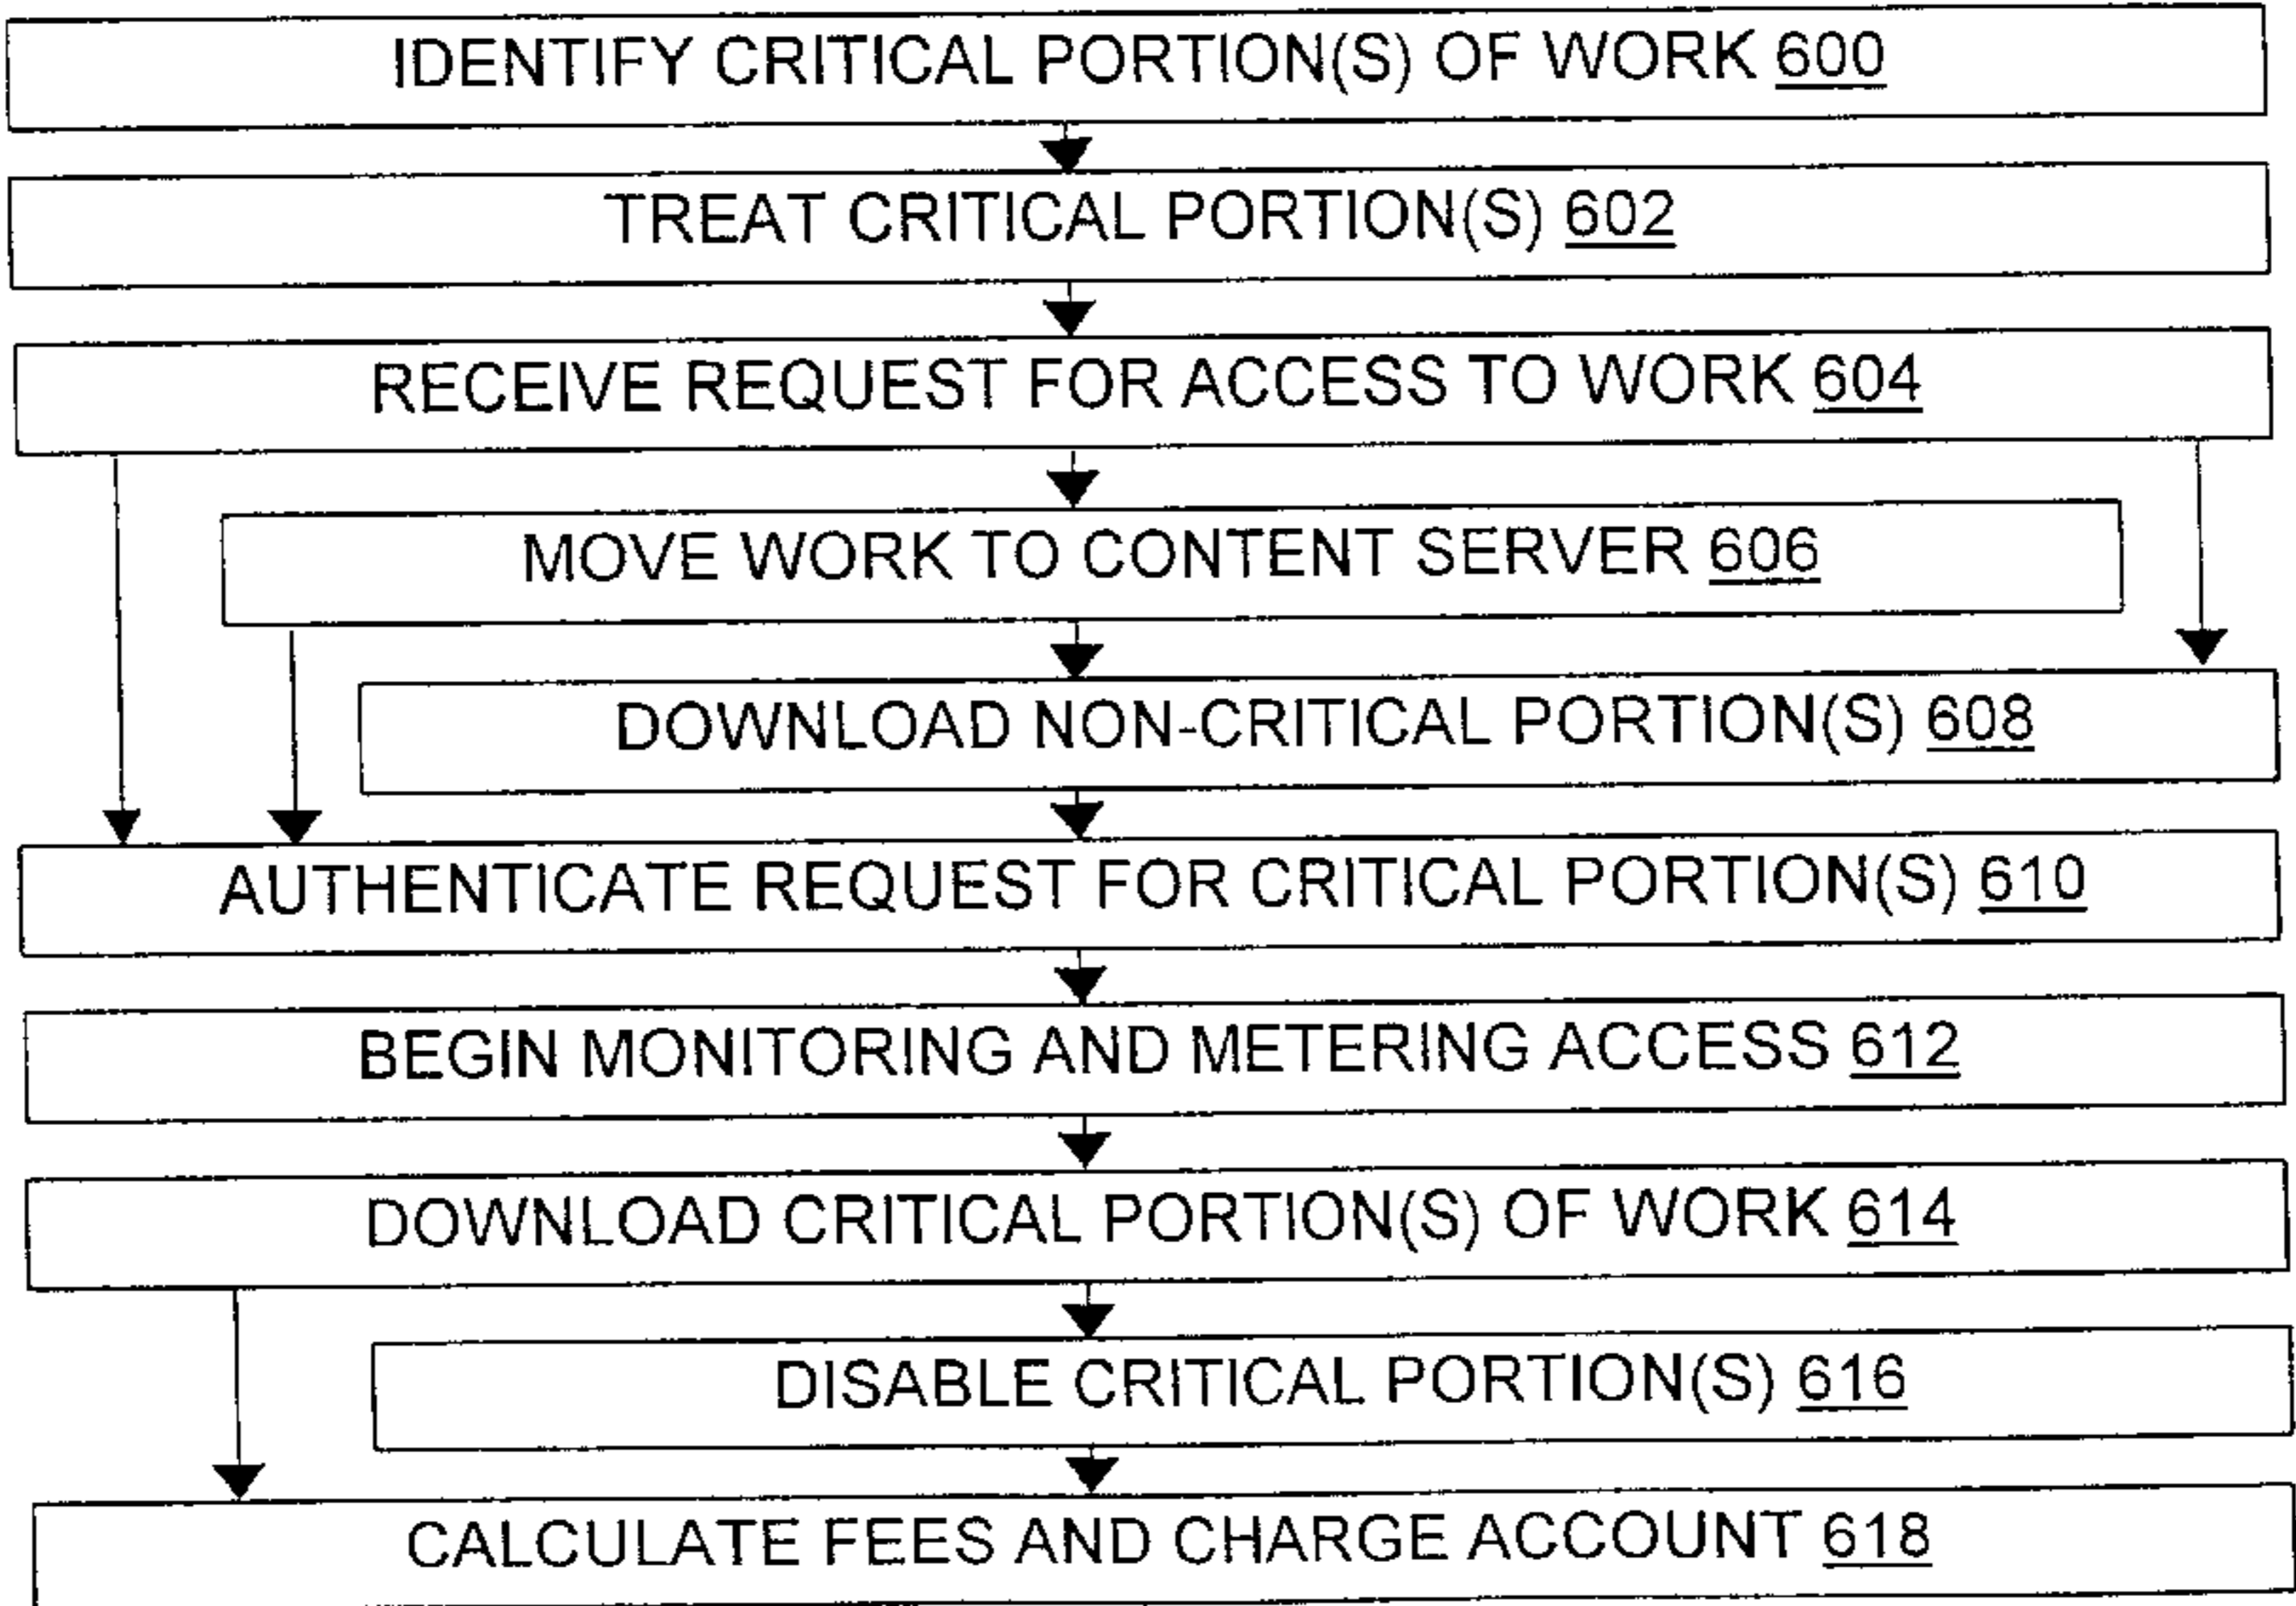 IDENTIFY CRITICAL PORTION(S) OF WORK 600
TREAT CRITICAL PORTION(S) 602
RECEIVE REQUEST FOR ACCESS TO WORK 604
MOVE WORK TO CONTENT SERVER 606
DOWNLOAD NON-CRITICAL PORTION(S) 608
AUTHENTICATE REQUEST FOR CRITICAL PORTION(S) 610
BEGIN MONITORING AND METERING ACCESS 612
DOWNLOAD CRITICAL PORTION(S) OF WORK 614
DISABLE CRITICAL PORTION(S) 616
CALCULATE FEES AND CHARGE ACCOUNT 618